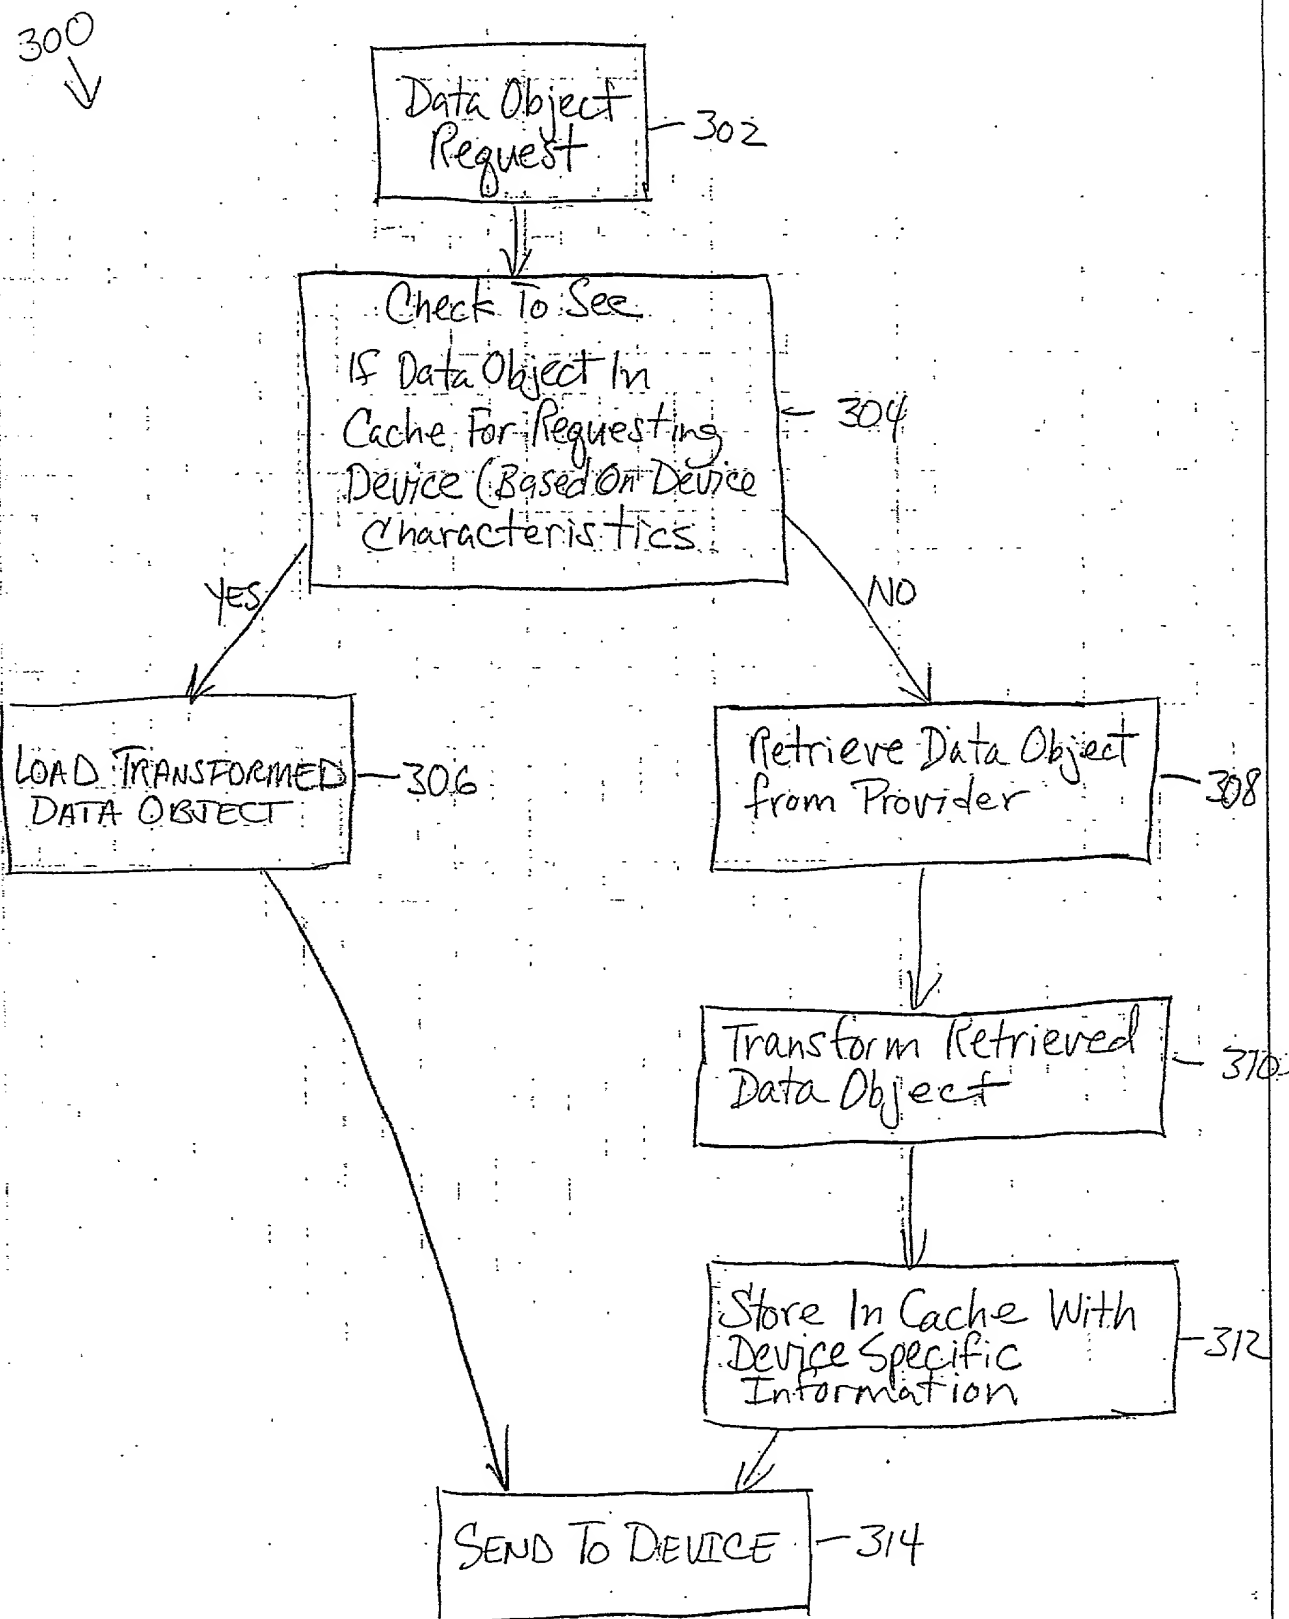 300
Data Object
Request
302
Check To See
If Data Object In
Cache For Requesting
Device (Based On Device
Characteristics
304
YES
NO
LOAD TRANSFORMED
DATA OBJECT
306
Retrieve Data Object
from Provider
308
Transform Retrieved
Data Object
310
Store In Cache With
Device Specific
Information
312
SEND TO DEVICE
314